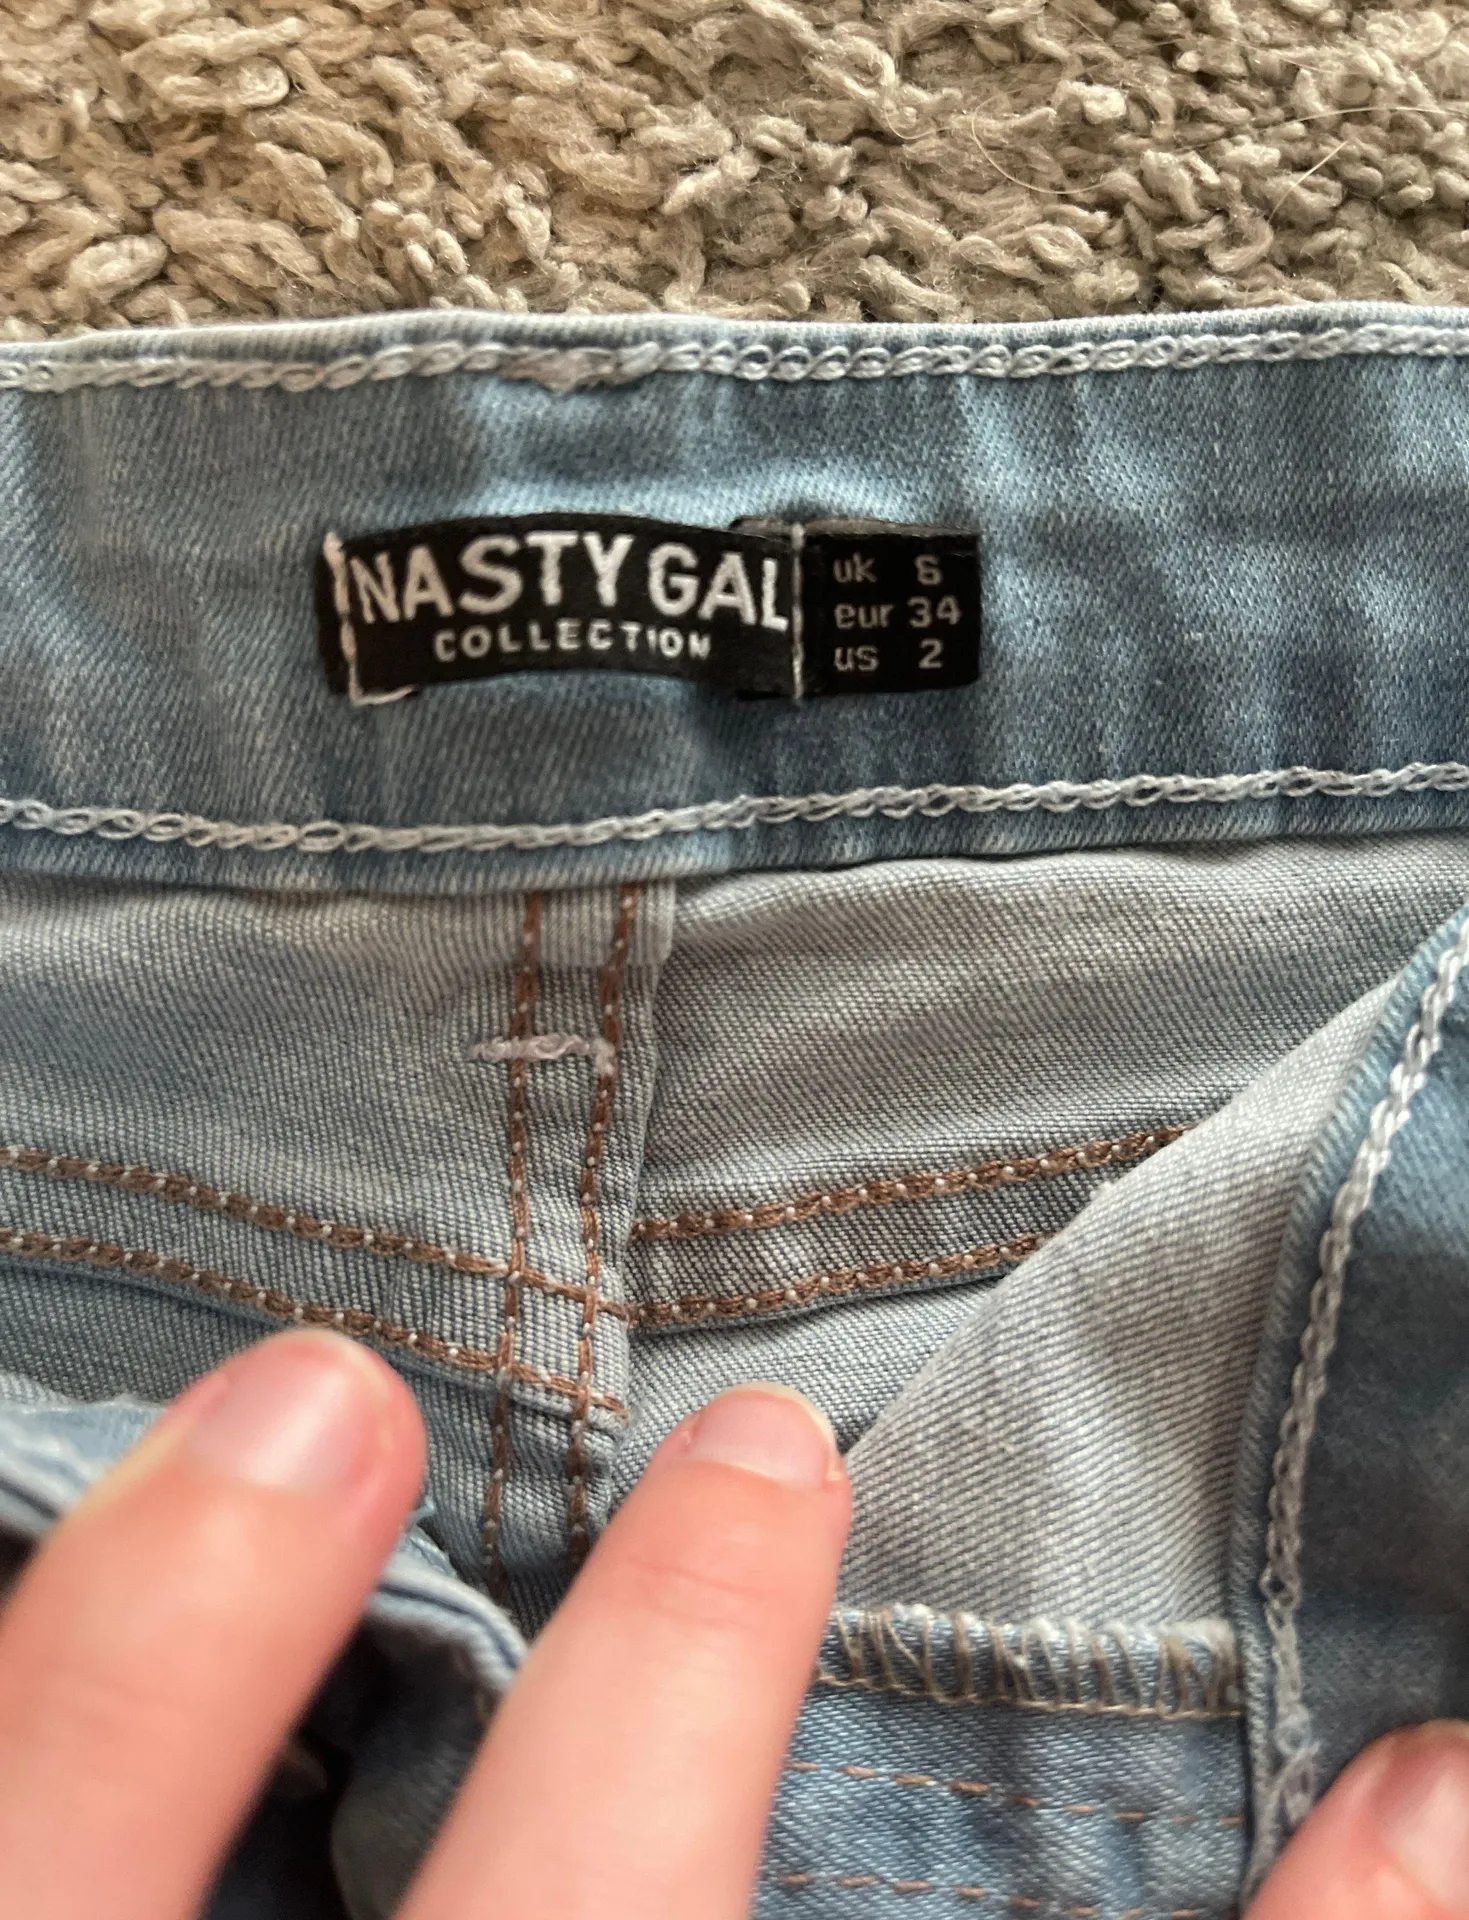 NASTY GAL
COLLECTION
uk 6
eur 34
us 2